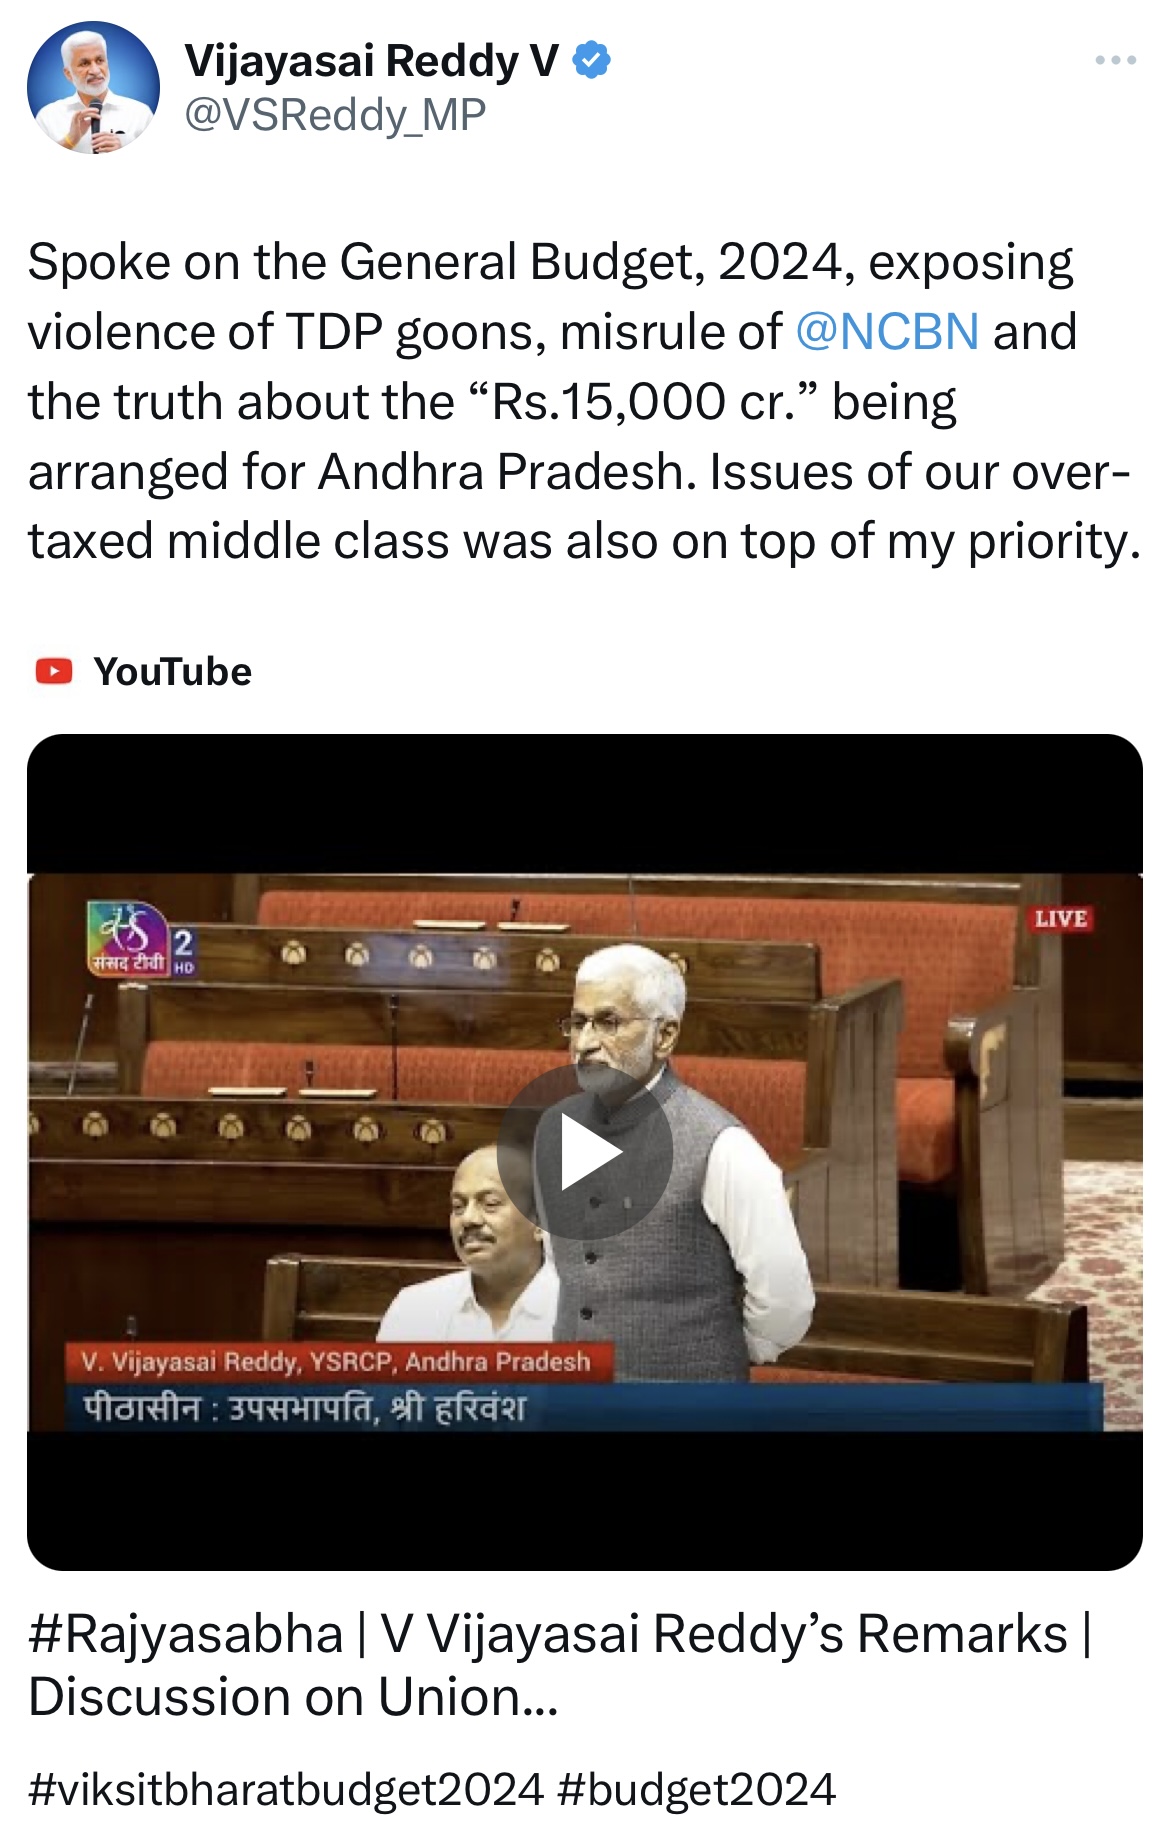 Vijayasai Reddy V
@VSReddy_MP
Spoke on the General Budget, 2024, exposing
violence of TDP goons, misrule of @NCBN and
the truth about the “Rs.15,000 cr.” being
arranged for Andhra Pradesh. Issues of our over-
taxed middle class was also on top of my priority.
YouTube
संसद टीवी 2 HD
LIVE
V. Vijayasai Reddy, YSRCP, Andhra Pradesh
पीठासीन : उपसभापति, श्री हरिवंश
#Rajyasabha | V Vijayasai Reddy’s Remarks |
Discussion on Union...
#viksitbharatbudget2024 #budget2024